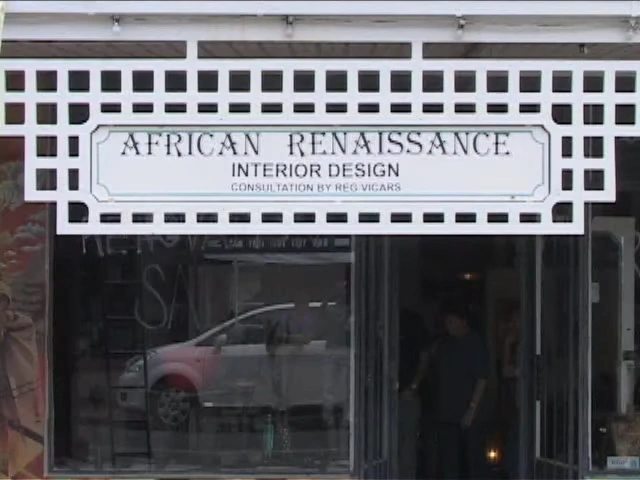 AFRICAN RENAISSANCE
INTERIOR DESIGN
CONSULTATION BY REG VICARS